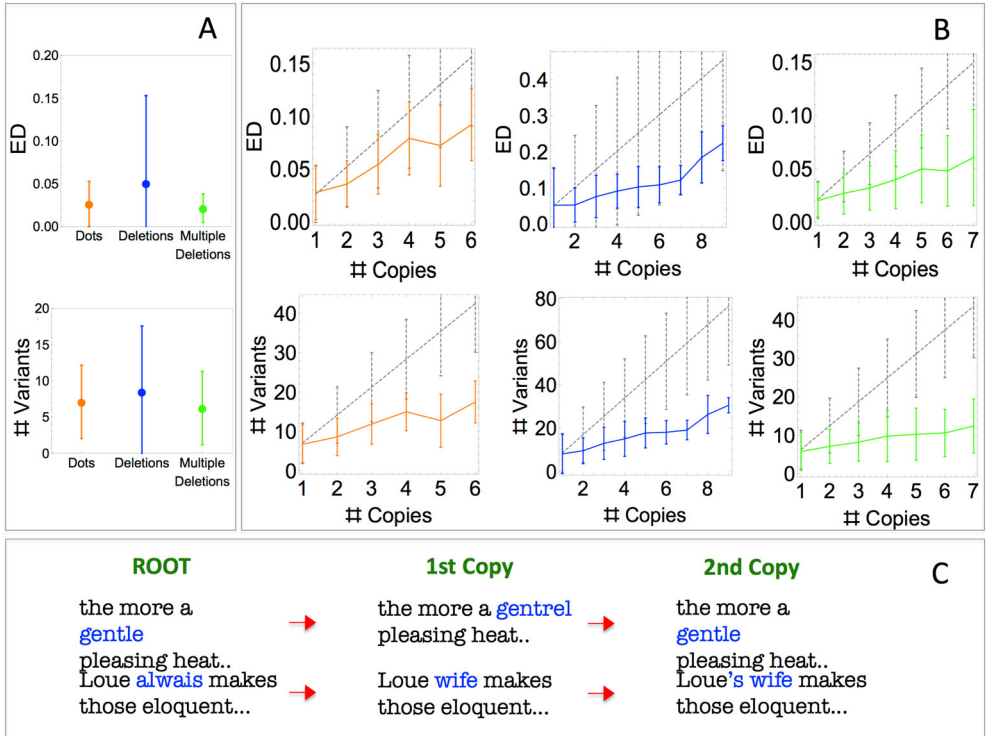 A
ED
0.20
0.15
0.10
0.05
0.00
Dots
Deletions
Multiple
Deletions
# Variants
20
15
10
5
0
Dots
Deletions
Multiple
Deletions
B
ED
0.15
0.10
0.05
0.00
1 2 3 4 5 6
# Copies
ED
0.4
0.3
0.2
0.1
0.0
2 4 6 8
# Copies
ED
0.15
0.10
0.05
0.00
1 2 3 4 5 6 7
# Copies
# Variants
40
30
20
10
0
1 2 3 4 5 6
# Copies
# Variants
80
60
40
20
0
2 4 6 8
# Copies
# Variants
40
30
20
10
0
1 2 3 4 5 6 7
# Copies
C
ROOT
the more a
gentle
pleasing heat..
Loue alwais makes
those eloquent...
1st Copy
the more a gentrel
pleasing heat..
Loue wife makes
those eloquent...
2nd Copy
the more a
gentle
pleasing heat..
Loue's wife makes
those eloquent...